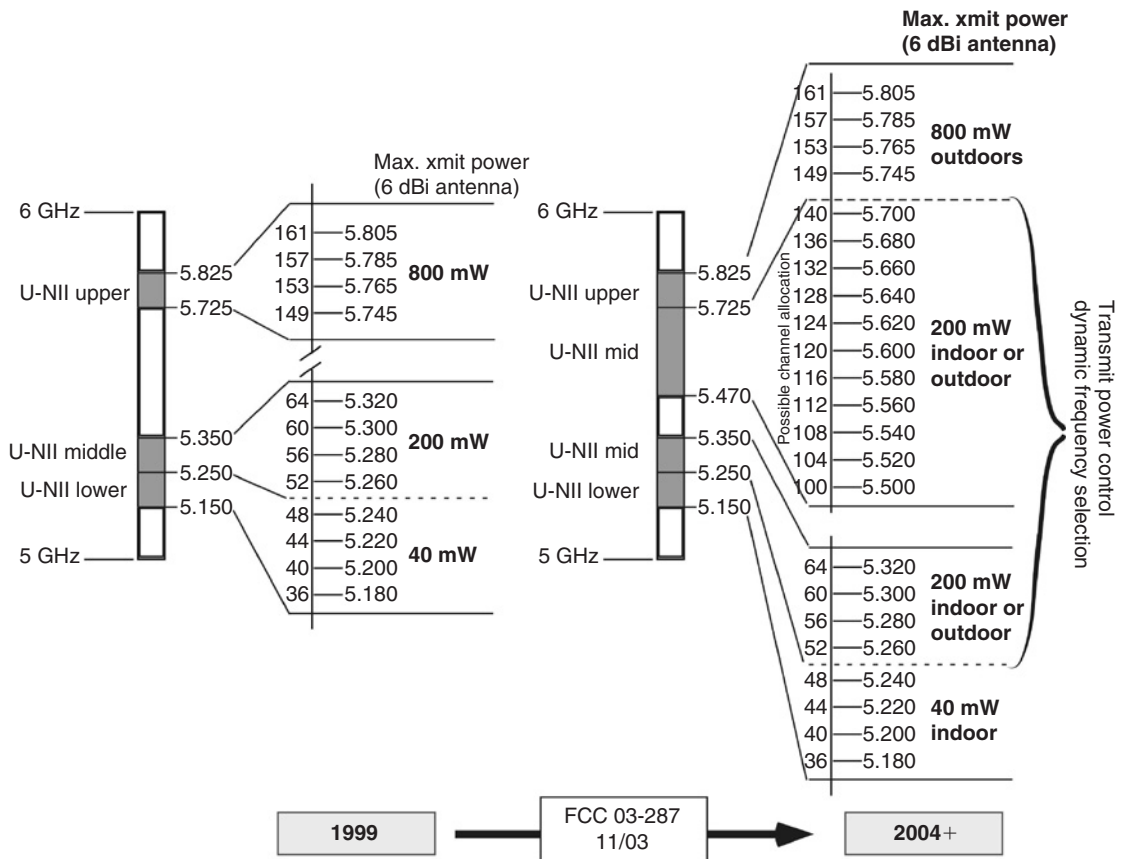 Max. xmit power
(6 dBi antenna)
6 GHz
5.825
U-NII upper
5.725
5.350
U-NII middle
5.250
U-NII lower
5.150
5 GHz
161 5.805
157 5.785
153 5.765
149 5.745
800 mW
64 5.320
60 5.300
56 5.280
52 5.260
200 mW
48 5.240
44 5.220
40 5.200
36 5.180
40 mW
Max. xmit power
(6 dBi antenna)
6 GHz
5.825
U-NII upper
5.725
U-NII mid
5.470
5.350
U-NII mid
5.250
U-NII lower
5.150
5 GHz
Possible channel allocation
161 5.805
157 5.785
153 5.765
149 5.745
800 mW
outdoors
140 5.700
136 5.680
132 5.660
128 5.640
124 5.620
120 5.600
116 5.580
112 5.560
108 5.540
104 5.520
100 5.500
200 mW
indoor or
outdoor
64 5.320
60 5.300
56 5.280
52 5.260
200 mW
indoor or
outdoor
48 5.240
44 5.220
40 5.200
36 5.180
40 mW
indoor
Transmit power control
dynamic frequency selection
1999
FCC 03-287
11/03
2004+